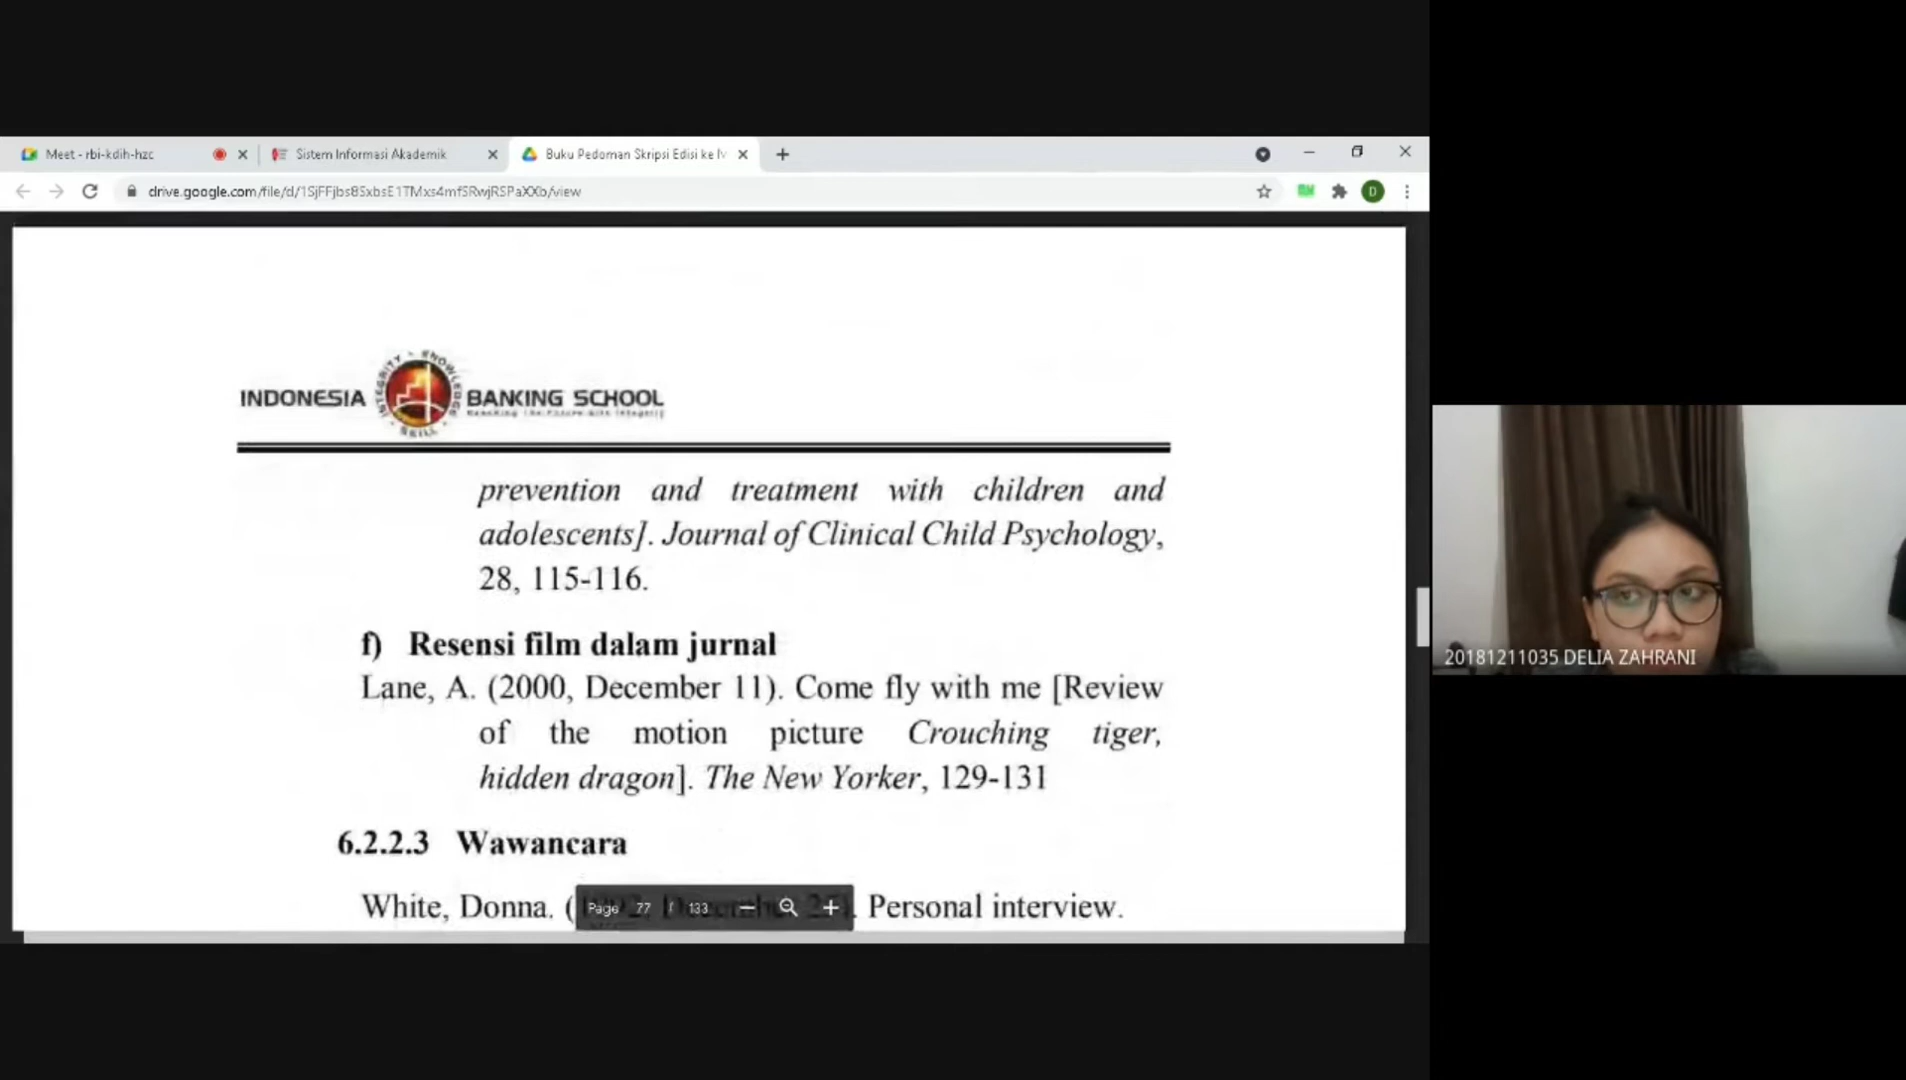 Meet - rbi-kdih-hzc
Sistem Informasi Akademik
Buku Pedoman Skripsi Edisi ke IV
drive.google.com/file/d/1SjFFjbs8SxbsE1TMxs4mfSRwjRSPaXXb/view
D
INDONESIA BANKING SCHOOL
INTEGRITY - KNOWLEDGE - SKILL
prevention and treatment with children and
adolescents]. Journal of Clinical Child Psychology,
28, 115-116.
f) Resensi film dalam jurnal
Lane, A. (2000, December 11). Come fly with me [Review
of the motion picture Crouching tiger,
hidden dragon]. The New Yorker, 129-131
6.2.2.3 Wawancara
White, Donna. ( . Personal interview.
Page 77 / 133
20181211035 DELIA ZAHRANI